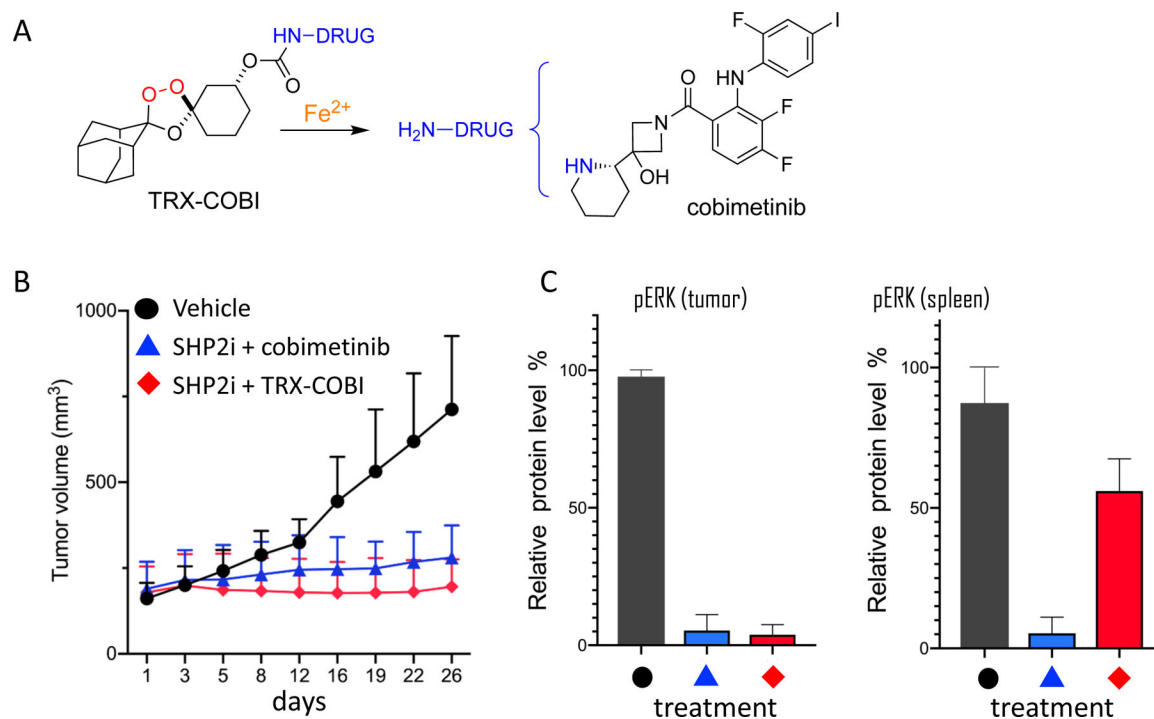 A
HN–DRUG
O
O
O-O
O
Fe2+
H2N–DRUG
TRX-COBI
F
I
HN
O
N
F
F
HN
OH
cobimetinib
B
Vehicle
SHP2i + cobimetinib
SHP2i + TRX-COBI
Tumor volume (mm3)
1000
500
0
1 3 5 8 12 16 19 22 26
days
C
pERK (tumor)
Relative protein level %
100
50
0
treatment
pERK (spleen)
Relative protein level %
100
50
0
treatment